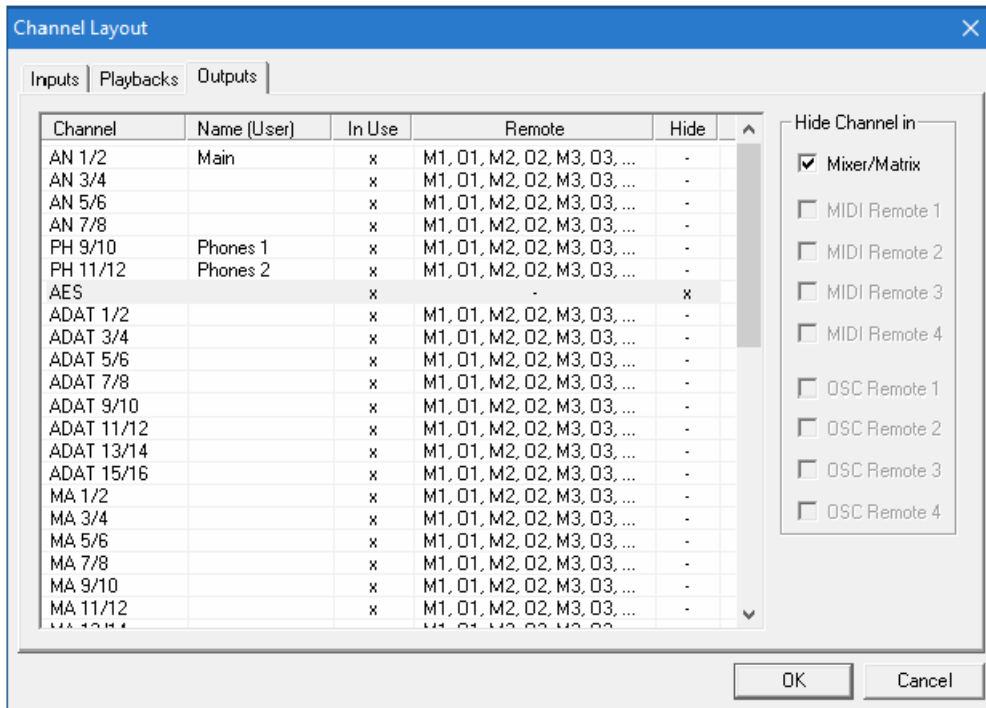 Channel Layout
Inputs Playbacks Outputs
Channel Name (User) In Use Remote Hide
AN 1/2 Main x M1, O1, M2, O2, M3, O3, ... -
AN 3/4 x M1, O1, M2, O2, M3, O3, ... -
AN 5/6 x M1, O1, M2, O2, M3, O3, ... -
AN 7/8 x M1, O1, M2, O2, M3, O3, ... -
PH 9/10 Phones 1 x M1, O1, M2, O2, M3, O3, ... -
PH 11/12 Phones 2 x M1, O1, M2, O2, M3, O3, ... -
AES x - x
ADAT 1/2 x M1, O1, M2, O2, M3, O3, ... -
ADAT 3/4 x M1, O1, M2, O2, M3, O3, ... -
ADAT 5/6 x M1, O1, M2, O2, M3, O3, ... -
ADAT 7/8 x M1, O1, M2, O2, M3, O3, ... -
ADAT 9/10 x M1, O1, M2, O2, M3, O3, ... -
ADAT 11/12 x M1, O1, M2, O2, M3, O3, ... -
ADAT 13/14 x M1, O1, M2, O2, M3, O3, ... -
ADAT 15/16 x M1, O1, M2, O2, M3, O3, ... -
MA 1/2 x M1, O1, M2, O2, M3, O3, ... -
MA 3/4 x M1, O1, M2, O2, M3, O3, ... -
MA 5/6 x M1, O1, M2, O2, M3, O3, ... -
MA 7/8 x M1, O1, M2, O2, M3, O3, ... -
MA 9/10 x M1, O1, M2, O2, M3, O3, ... -
MA 11/12 x M1, O1, M2, O2, M3, O3, ... -
Hide Channel in
Mixer/Matrix
MIDI Remote 1
MIDI Remote 2
MIDI Remote 3
MIDI Remote 4
OSC Remote 1
OSC Remote 2
OSC Remote 3
OSC Remote 4
OK Cancel